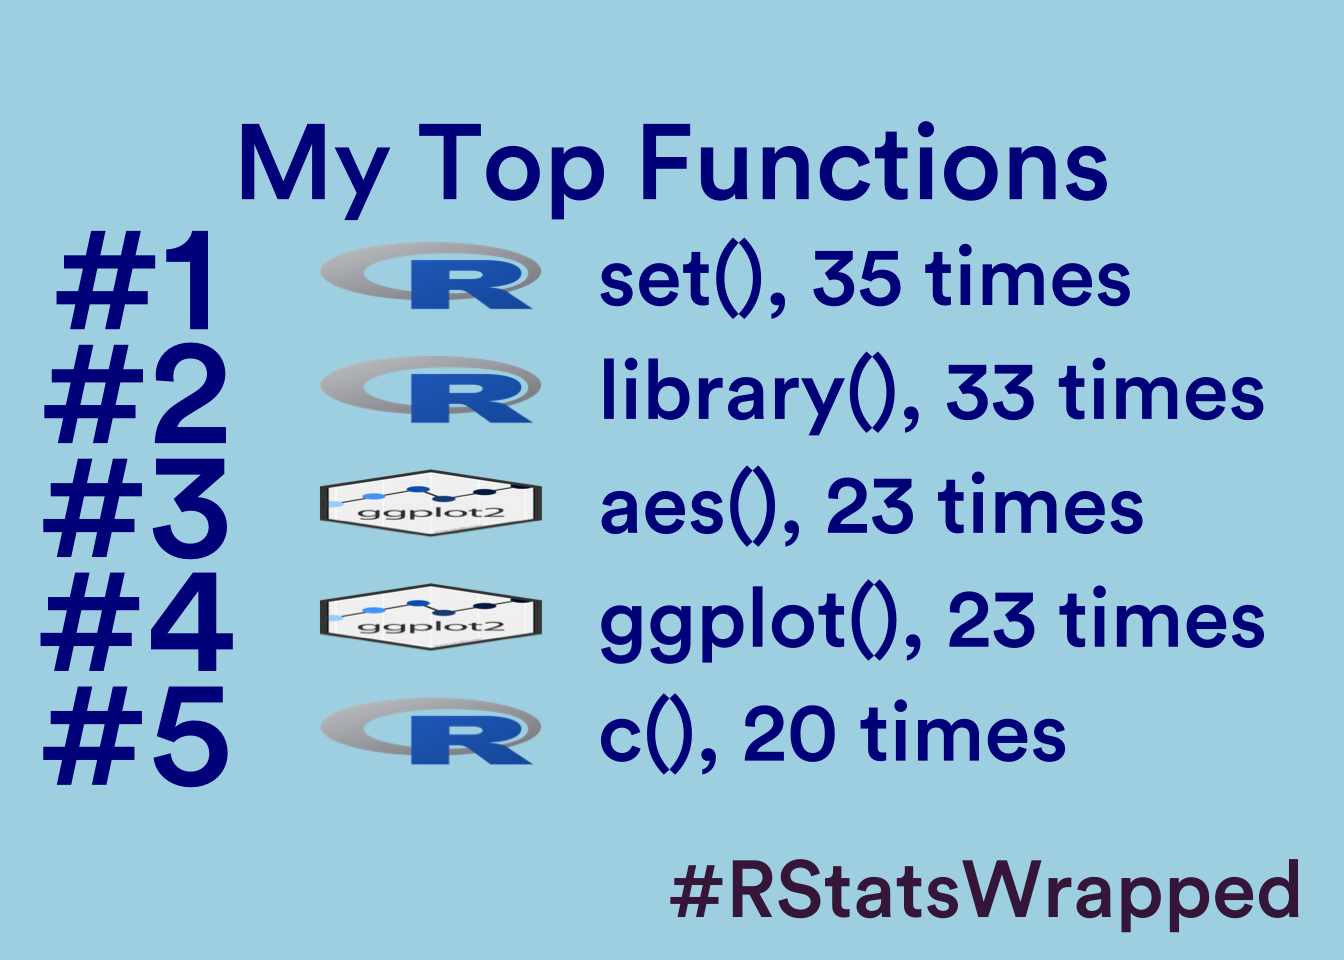 My Top Functions
#1 R set(), 35 times
#2 R library(), 33 times
#3 ggplot2 aes(), 23 times
#4 ggplot2 ggplot(), 23 times
#5 R c(), 20 times
#RStatsWrapped